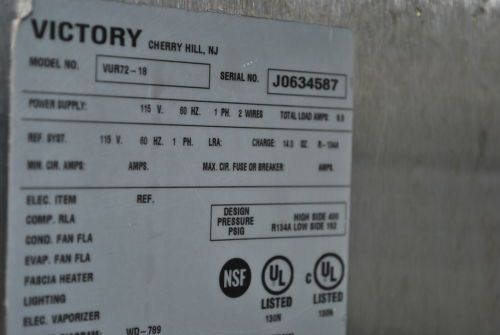 VICTORY CHERRY HILL, NJ
MODEL NO. VUR72-18 SERIAL NO. J0634587
POWER SUPPLY: 115 V. 60 HZ. 1 PH. 2 WIRES TOTAL LOAD AMPS: 8.0
REF. SYST. 115 V. 60 HZ. 1 PH. LRA: CHARGE: 14.0 OZ. R-134A
MIN. CIR. AMPS: AMPS. MAX. CIR. FUSE OR BREAKER: AMPS.
ELEC. ITEM REF.
COMP. RLA
COND. FAN FLA
EVAP. FAN FLA
FASCIA HEATER
LIGHTING
ELEC. VAPORIZER
WD-789
DESIGN
PRESSURE
PSIG
HIGH SIDE 400
R134A LOW SIDE 162
NSF
UL
LISTED
130N
C UL
LISTED
130N